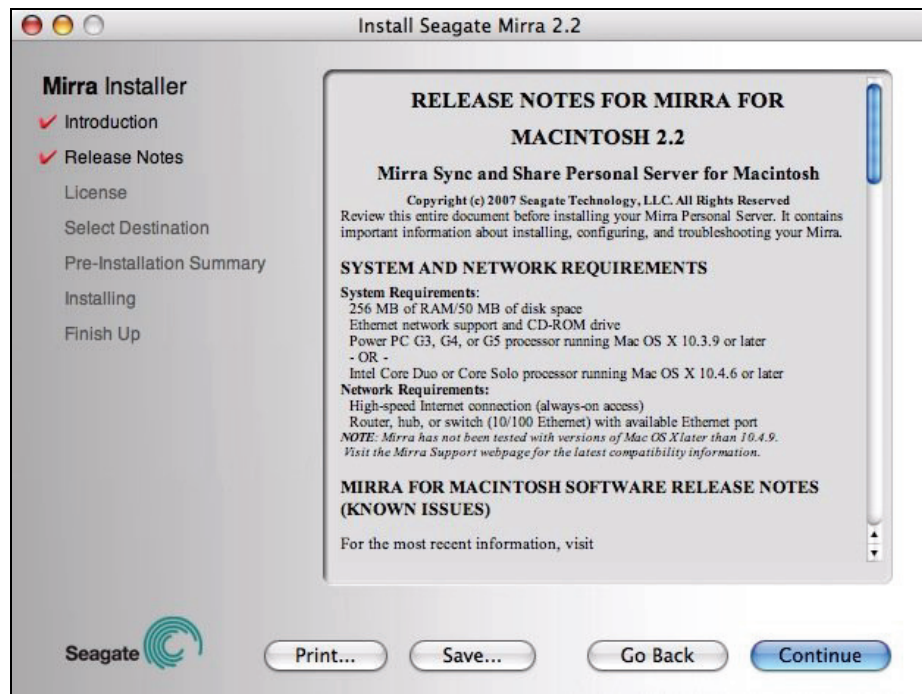 Install Seagate Mirra 2.2
Mirra Installer
Introduction
Release Notes
License
Select Destination
Pre-Installation Summary
Installing
Finish Up
RELEASE NOTES FOR MIRRA FOR
MACINTOSH 2.2
Mirra Sync and Share Personal Server for Macintosh
Copyright (c) 2007 Seagate Technology, LLC. All Rights Reserved
Review this entire document before installing your Mirra Personal Server. It contains
important information about installing, configuring, and troubleshooting your Mirra.
SYSTEM AND NETWORK REQUIREMENTS
System Requirements:
256 MB of RAM/50 MB of disk space
Ethernet network support and CD-ROM drive
Power PC G3, G4, or G5 processor running Mac OS X 10.3.9 or later
- OR -
Intel Core Duo or Core Solo processor running Mac OS X 10.4.6 or later
Network Requirements:
High-speed Internet connection (always-on access)
Router, hub, or switch (10/100 Ethernet) with available Ethernet port
NOTE: Mirra has not been tested with versions of Mac OS X later than 10.4.9.
Visit the Mirra Support webpage for the latest compatibility information.
MIRRA FOR MACINTOSH SOFTWARE RELEASE NOTES
(KNOWN ISSUES)
For the most recent information, visit
Seagate
Print...
Save...
Go Back
Continue